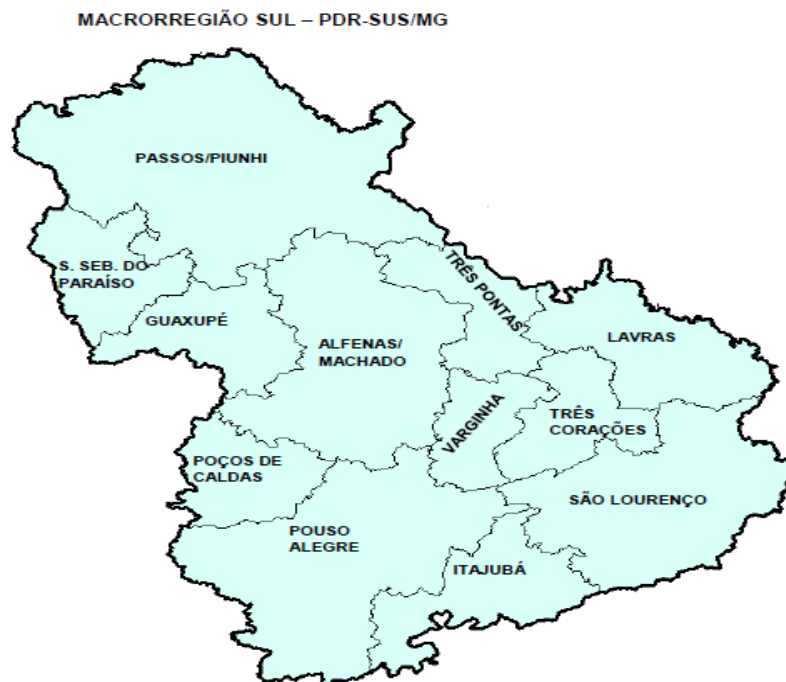 MACRORREGIÃO SUL – PDR-SUS/MG
PASSOS/PIUNHI
S. SEB. DO
PARAÍSO
GUAXUPÉ
ALFENAS/
MACHADO
TRÊS PONTAS
LAVRAS
VARGINHA
TRÊS
CORAÇÕES
POÇOS DE
CALDAS
SÃO LOURENÇO
POUSO
ALEGRE
ITAJUBÁ